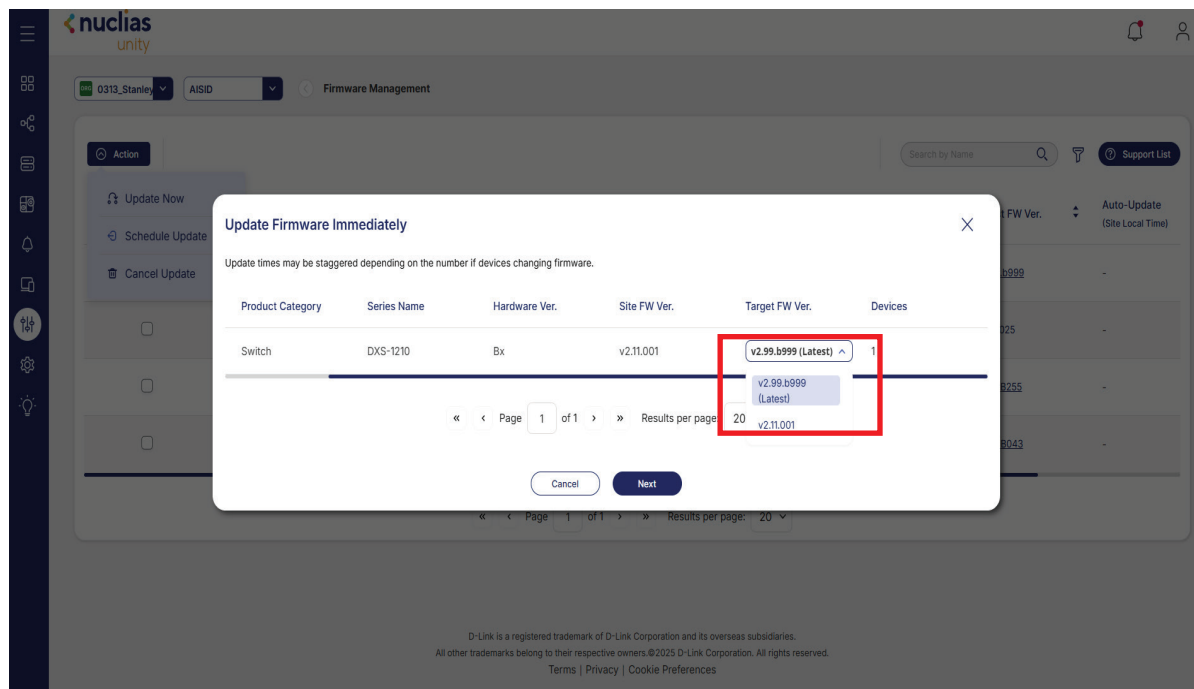 nuclias
unity
ORG 0313_Stanley
AISID
Firmware Management
Action
Search by Name
Support List
Update Now
Schedule Update
Cancel Update
t FW Ver.
Auto-Update
(Site Local Time)
.b999
-
025
-
B255
-
B043
-
Update Firmware Immediately
Update times may be staggered depending on the number if devices changing firmware.
Product Category Series Name Hardware Ver. Site FW Ver. Target FW Ver. Devices
Switch DXS-1210 Bx v2.11.001 v2.99.b999 (Latest) 1
v2.99.b999
(Latest)
v2.11.001
« ‹ Page 1 of 1 › » Results per page: 20
Cancel Next
« ‹ Page 1 of 1 › » Results per page: 20
D-Link is a registered trademark of D-Link Corporation and its overseas subsidiaries.
All other trademarks belong to their respective owners.©2025 D-Link Corporation. All rights reserved.
Terms | Privacy | Cookie Preferences